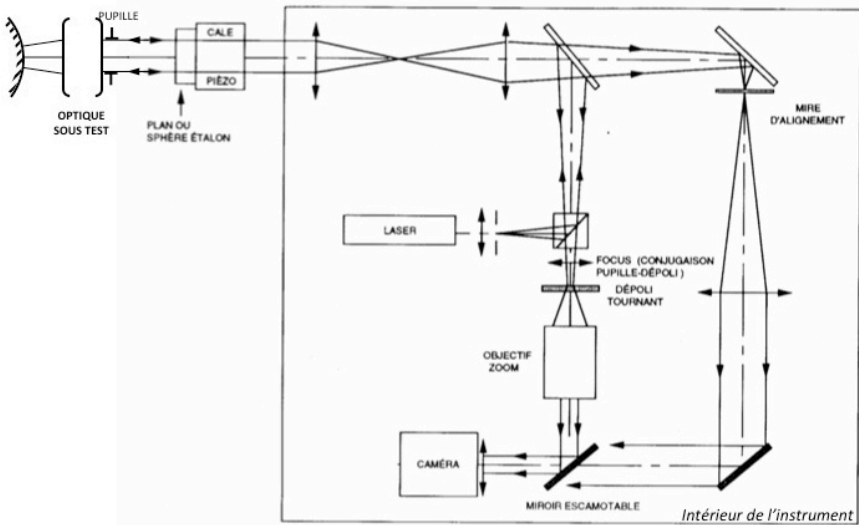 PUPILLE
CALE
PIÈZO
OPTIQUE
SOUS TEST
PLAN OU
SPHÈRE ÉTALON
MIRE
D'ALIGNEMENT
LASER
FOCUS (CONJUGAISON
PUPILLE-DÉPOLI)
DÉPOLI
TOURNANT
OBJECTIF
ZOOM
CAMÉRA
MIROIR ESCAMOTABLE
Intérieur de l'instrument